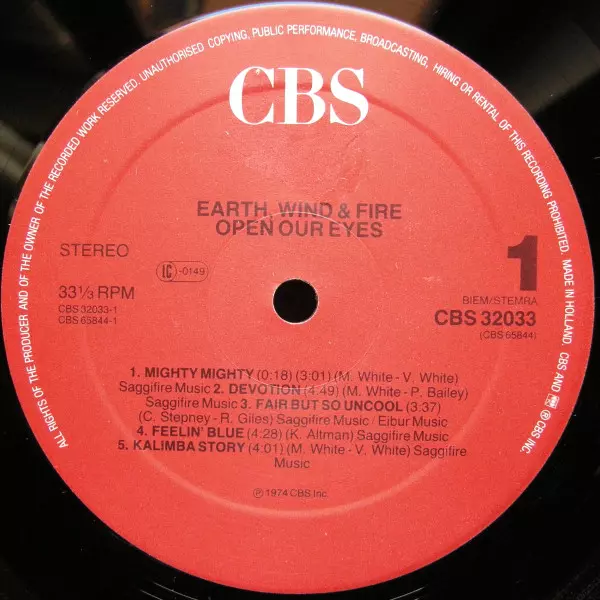 ALL RIGHTS OF THE PRODUCER AND OF THE OWNER OF THE RECORDED WORK RESERVED. UNAUTHORISED COPYING, PUBLIC PERFORMANCE, BROADCASTING, HIRING OR RENTAL OF THIS RECORDING PROHIBITED. MADE IN HOLLAND. CBS AND ℗ CBS INC.
CBS
EARTH, WIND & FIRE
OPEN OUR EYES
STEREO
IC -0149
1
33 1/3 RPM
BIEM/STEMRA
CBS 32033-1
CBS 65844-1
CBS 32033
(CBS 65844)
1. MIGHTY MIGHTY (0:18) (3:01) (M. White - V. White)
Saggifire Music 2. DEVOTION (4:49) (M. White - P. Bailey)
Saggifire Music 3. FAIR BUT SO UNCOOL (3:37)
(C. Stepney - R. Giles) Saggifire Music / Eibur Music
4. FEELIN' BLUE (4:28) (K. Altman) Saggifire Music
5. KALIMBA STORY (4:01) (M. White - V. White) Saggifire
Music
℗ 1974 CBS, Inc.